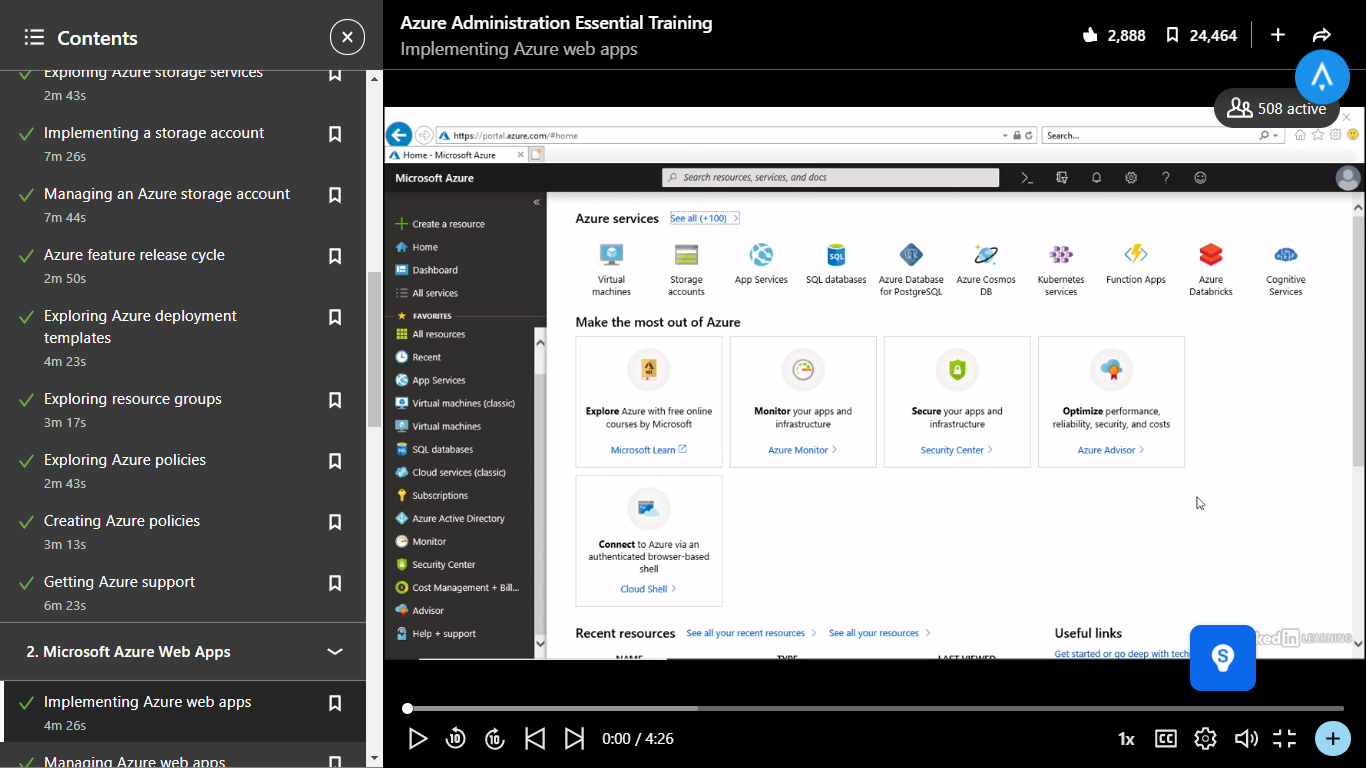 Contents
Exploring Azure storage services
2m 43s
Implementing a storage account
7m 26s
Managing an Azure storage account
7m 44s
Azure feature release cycle
2m 50s
Exploring Azure deployment
templates
4m 23s
Exploring resource groups
3m 17s
Exploring Azure policies
2m 43s
Creating Azure policies
3m 13s
Getting Azure support
6m 23s
2. Microsoft Azure Web Apps
Implementing Azure web apps
4m 26s
Managing Azure web apps
Azure Administration Essential Training
Implementing Azure web apps
2,888
24,464
508 active
https://portal.azure.com/#home
Search...
Home - Microsoft Azure
Microsoft Azure
Search resources, services, and docs
Create a resource
Home
Dashboard
All services
FAVORITES
All resources
Recent
App Services
Virtual machines (classic)
Virtual machines
SQL databases
Cloud services (classic)
Subscriptions
Azure Active Directory
Monitor
Security Center
Cost Management + Bill...
Advisor
Help + support
Azure services See all (+100)
Virtual machines
Storage accounts
App Services
SQL databases
Azure Database for PostgreSQL
Azure Cosmos DB
Kubernetes services
Function Apps
Azure Databricks
Cognitive Services
Make the most out of Azure
Explore Azure with free online
courses by Microsoft
Microsoft Learn
Monitor your apps and
infrastructure
Azure Monitor
Secure your apps and
infrastructure
Security Center
Optimize performance,
reliability, security, and costs
Azure Advisor
Connect to Azure via an
authenticated browser-based
shell
Cloud Shell
Recent resources See all your recent resources See all your resources
NAME TYPE LAST VIEWED
Useful links
Get started or go deep with tech
ked in LEARNING
0:00 / 4:26
1x
CC